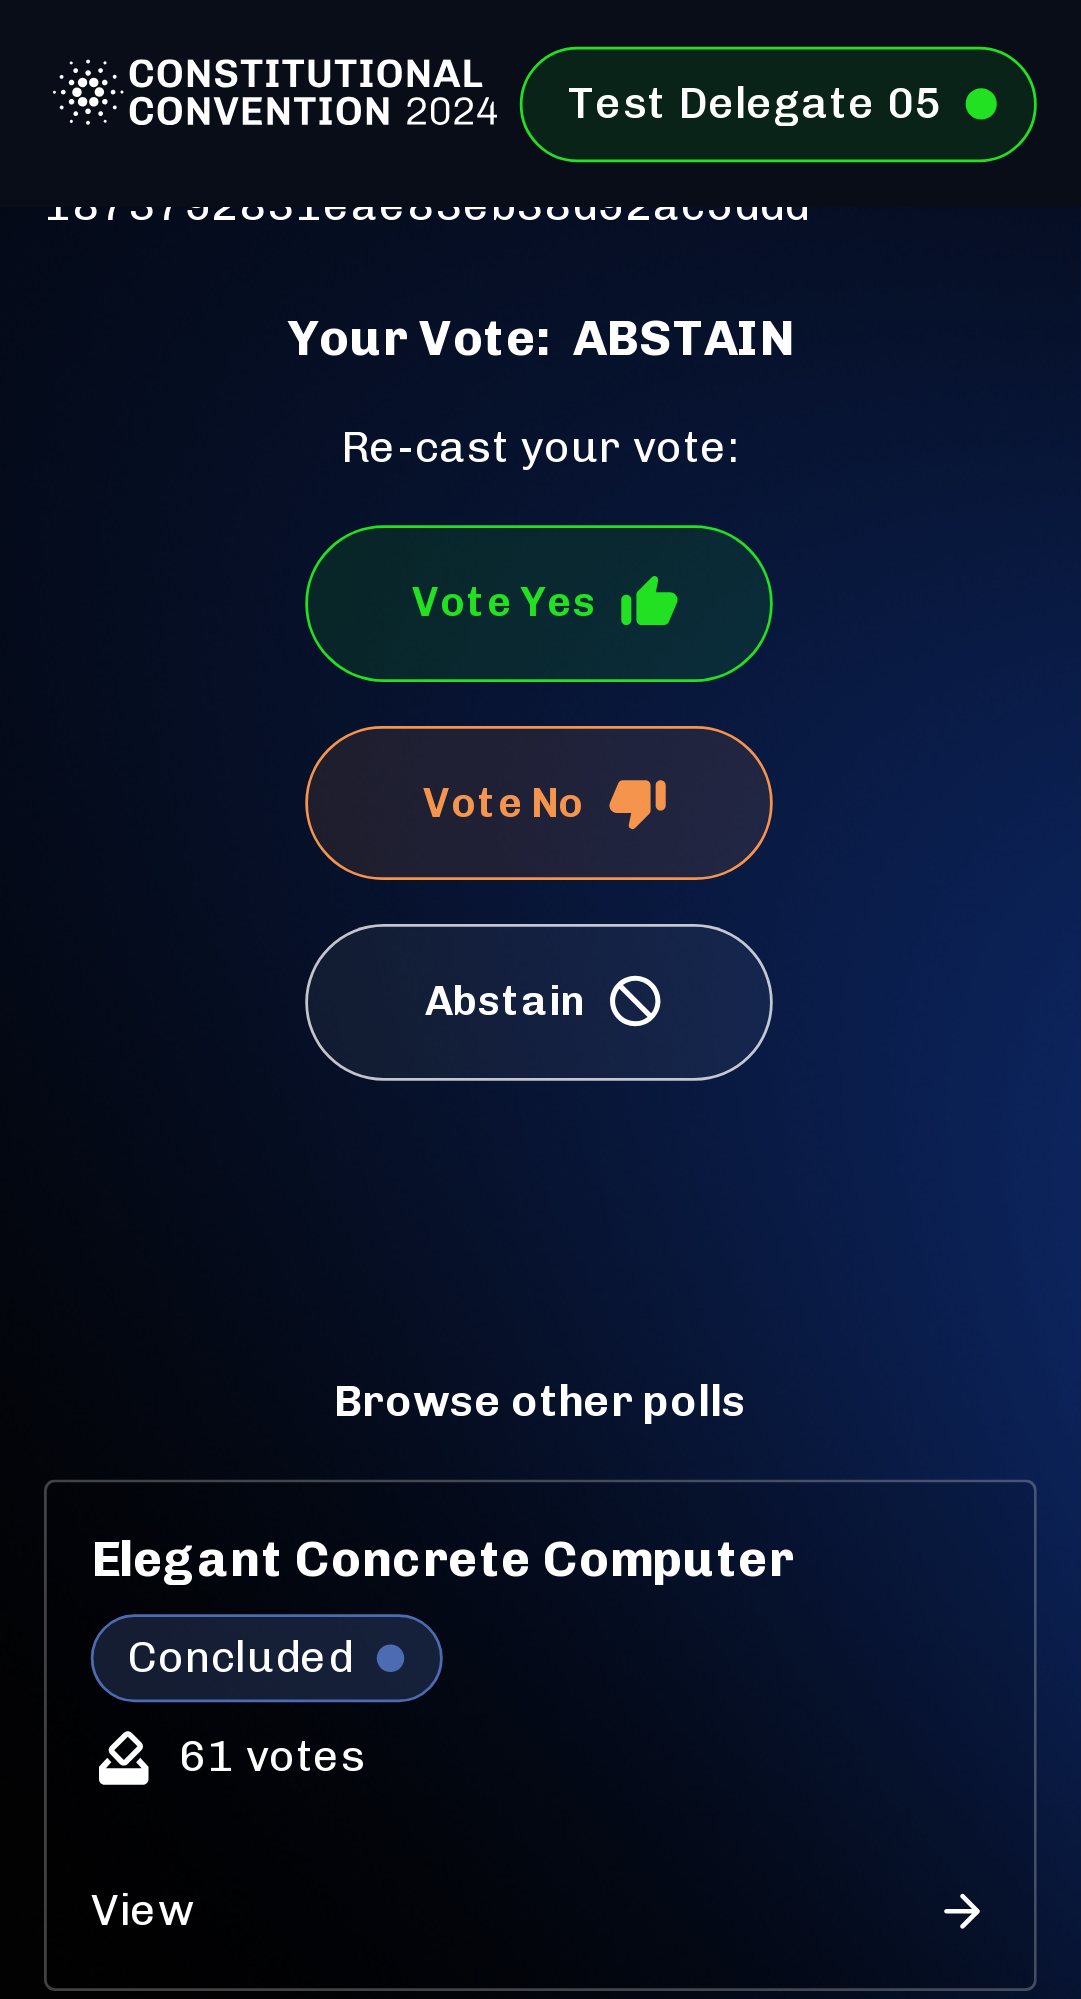 CONSTITUTIONAL
CONVENTION 2024
Test Delegate 05
Your Vote: ABSTAIN
Re-cast your vote:
Vote Yes
Vote No
Abstain
Browse other polls
Elegant Concrete Computer
Concluded
61 votes
View